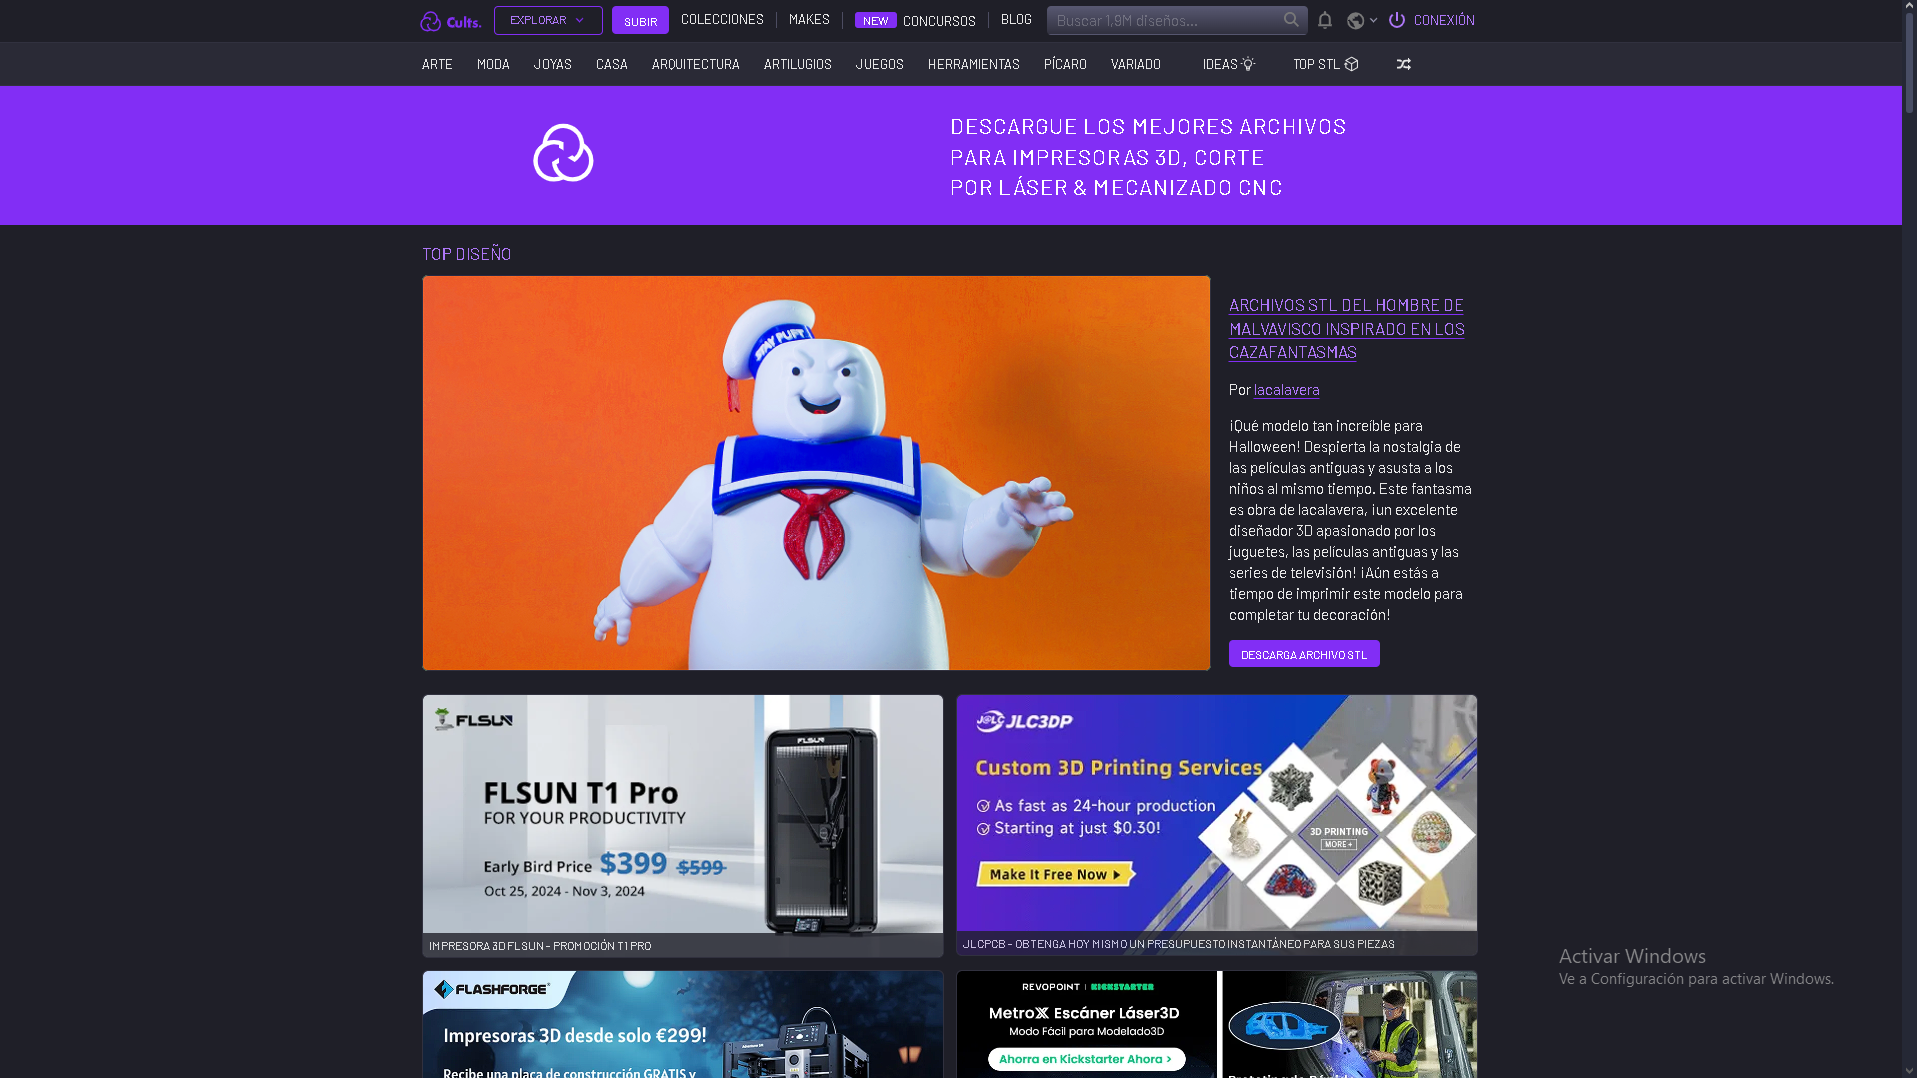 Cults.
EXPLORAR
SUBIR
COLECCIONES
MAKES
NEW CONCURSOS
BLOG
Buscar 1,9M diseños...
CONEXIÓN
ARTE
MODA
JOYAS
CASA
ARQUITECTURA
ARTILUGIOS
JUEGOS
HERRAMIENTAS
PÍCARO
VARIADO
IDEAS
TOP STL
DESCARGUE LOS MEJORES ARCHIVOS
PARA IMPRESORAS 3D, CORTE
POR LÁSER & MECANIZADO CNC
TOP DISEÑO
STAY PUFT
ARCHIVOS STL DEL HOMBRE DE
MALVAVISCO INSPIRADO EN LOS
CAZAFANTASMAS
Por lacalavera
¡Qué modelo tan increíble para
Halloween! Despierta la nostalgia de
las películas antiguas y asusta a los
niños al mismo tiempo. Este fantasma
es obra de lacalavera, ¡un excelente
diseñador 3D apasionado por los
juguetes, las películas antiguas y las
series de televisión! ¡Aún estás a
tiempo de imprimir este modelo para
completar tu decoración!
DESCARGA ARCHIVO STL
FLSUN
FLSUN
FLSUN T1 Pro
FOR YOUR PRODUCTIVITY
Early Bird Price $399 $599
Oct 25, 2024 - Nov 3, 2024
IMPRESORA 3D FLSUN - PROMOCIÓN T1 PRO
J@LC JLC3DP
Custom 3D Printing Services
As fast as 24-hour production
Starting at just $0.30!
Make It Free Now
3D PRINTING
MORE +
JLCPCB - OBTENGA HOY MISMO UN PRESUPUESTO INSTANTÁNEO PARA SUS PIEZAS
FLASHFORGE
Impresoras 3D desde solo €299!
Recibe una placa de construcción GRATIS y
REVOPOINT | KICKSTARTER
MetroX Escáner Láser3D
Modo Fácil para Modelado3D
Ahorra en Kickstarter Ahora >
Activar Windows
Ve a Configuración para activar Windows.